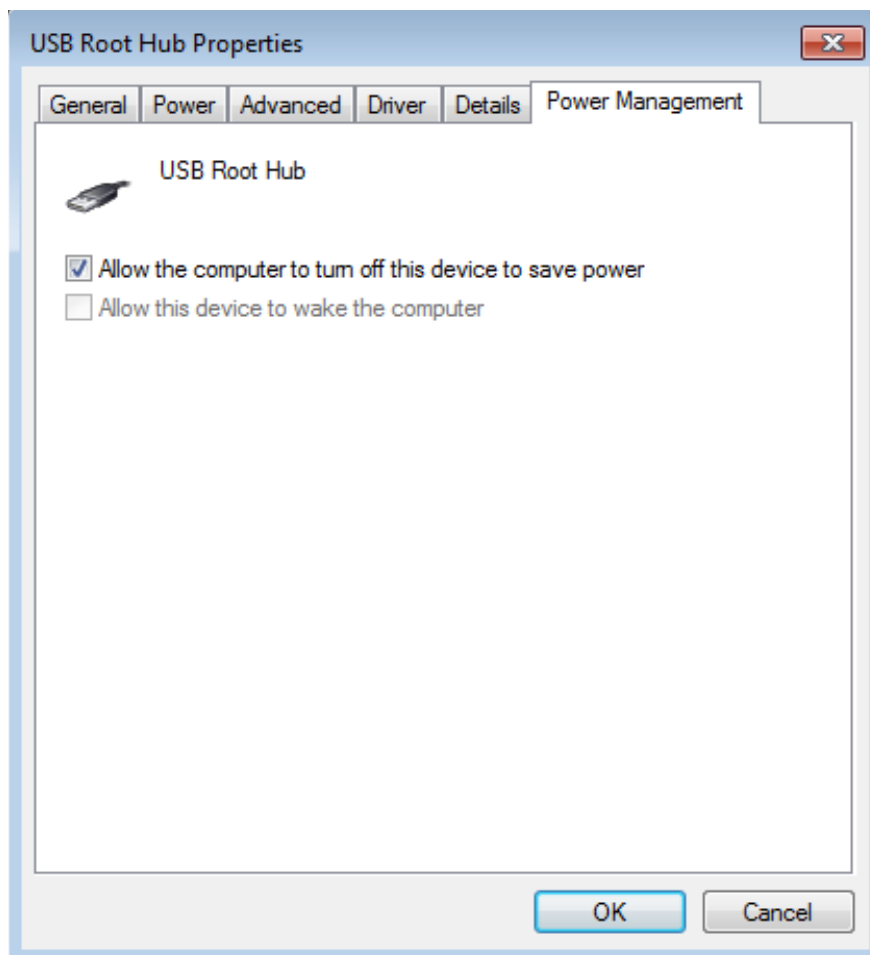 USB Root Hub Properties
General Power Advanced Driver Details Power Management
USB Root Hub
Allow the computer to turn off this device to save power
Allow this device to wake the computer
OK Cancel